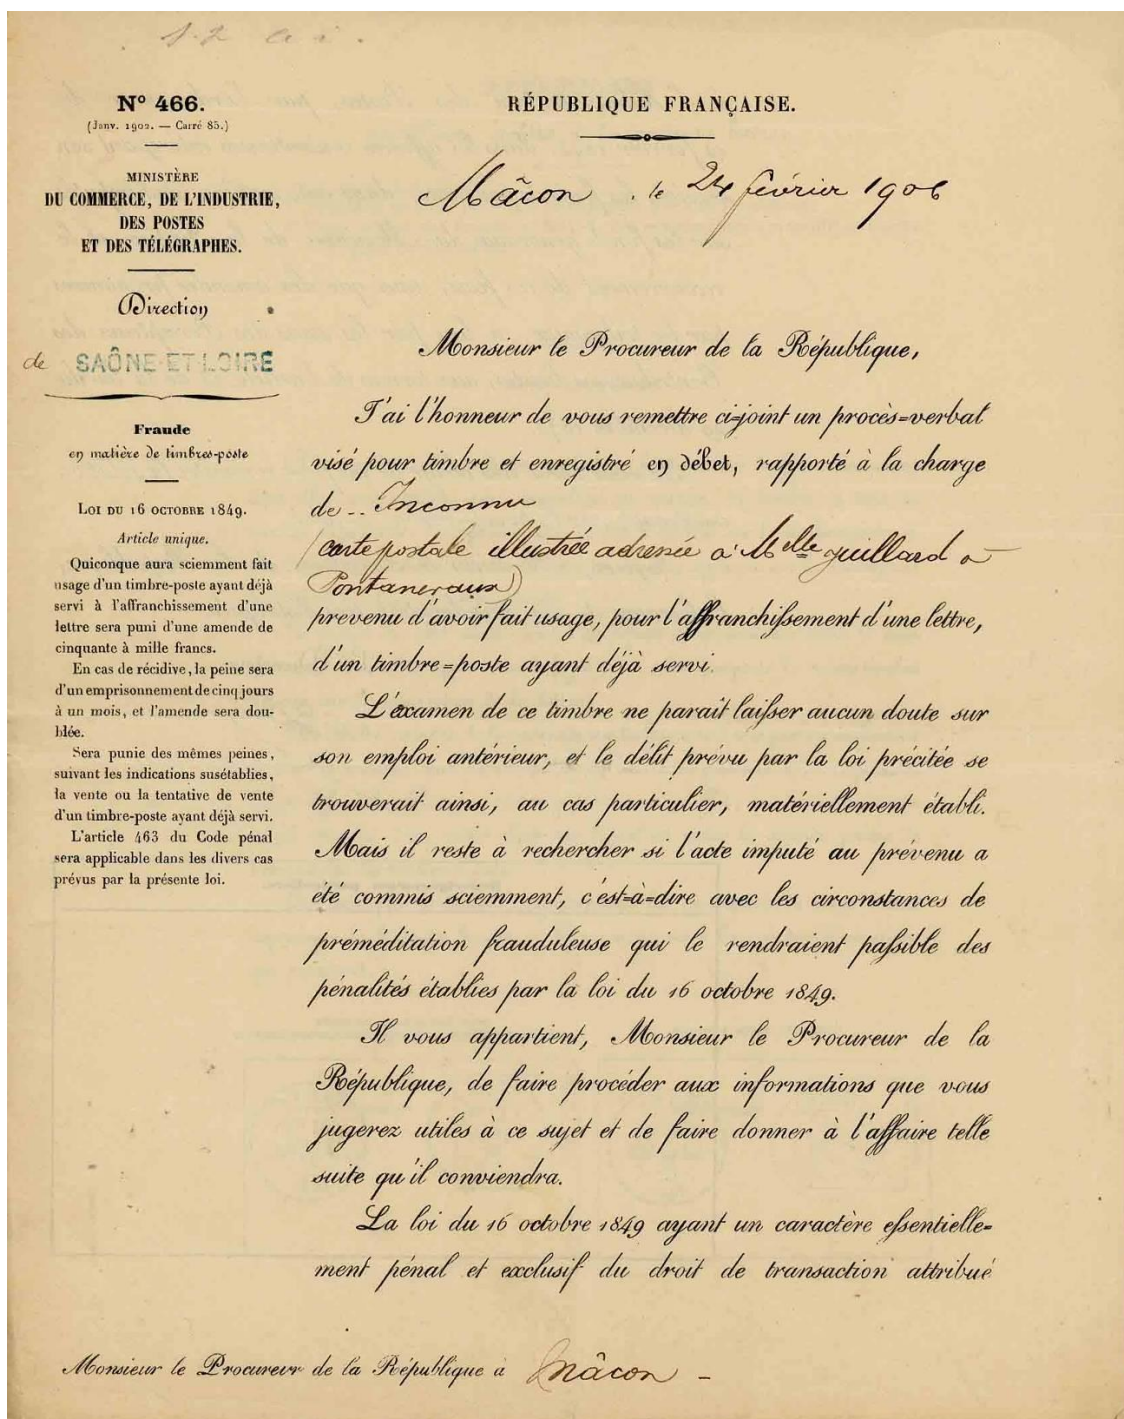 N° 466.
(Janv. 1902. — Carré 85.)
MINISTÈRE
DU COMMERCE, DE L'INDUSTRIE,
DES POSTES
ET DES TÉLÉGRAPHES.
Direction
de SAÔNE-ET-LOIRE
Fraude
en matière de timbres-poste
LOI DU 16 OCTOBRE 1849.
Article unique.
Quiconque aura sciemment fait
usage d'un timbre-poste ayant déjà
servi à l'affranchissement d'une
lettre sera puni d'une amende de
cinquante à mille francs.
En cas de récidive, la peine sera
d'un emprisonnement de cinq jours
à un mois, et l'amende sera dou-
blée.
Sera punie des mêmes peines,
suivant les indications susétablies,
la vente ou la tentative de vente
d'un timbre-poste ayant déjà servi.
L'article 463 du Code pénal
sera applicable dans les divers cas
prévus par la présente loi.
RÉPUBLIQUE FRANÇAISE.
Mâcon, le 24 février 1906
Monsieur le Procureur de la République,
J'ai l'honneur de vous remettre ci=joint un procès=verbal
visé pour timbre et enregistré en débet, rapporté à la charge
de .. Inconnu
(carte postale illustrée adressée à Melle Guillard à
Pontanevaux)
prevenu d'avoir fait usage, pour l'affranchissement d'une lettre,
d'un timbre=poste ayant déjà servi.
L'examen de ce timbre ne parait laisser aucun doute sur
son emploi antérieur, et le délit prévu par la loi précitée se
trouverait ainsi, au cas particulier, matériellement établi.
Mais il reste à rechercher si l'acte imputé au prévenu a
été commis sciemment, c'est=à=dire avec les circonstances de
préméditation frauduleuse qui le rendraient passible des
pénalités établies par la loi du 16 octobre 1849.
Il vous appartient, Monsieur le Procureur de la
République, de faire procéder aux informations que vous
jugerez utiles à ce sujet et de faire donner à l'affaire telle
suite qu'il conviendra.
La loi du 16 octobre 1849 ayant un caractère essentielle=
ment pénal et exclusif du droit de transaction attribué
Monsieur le Procureur de la République à Mâcon -